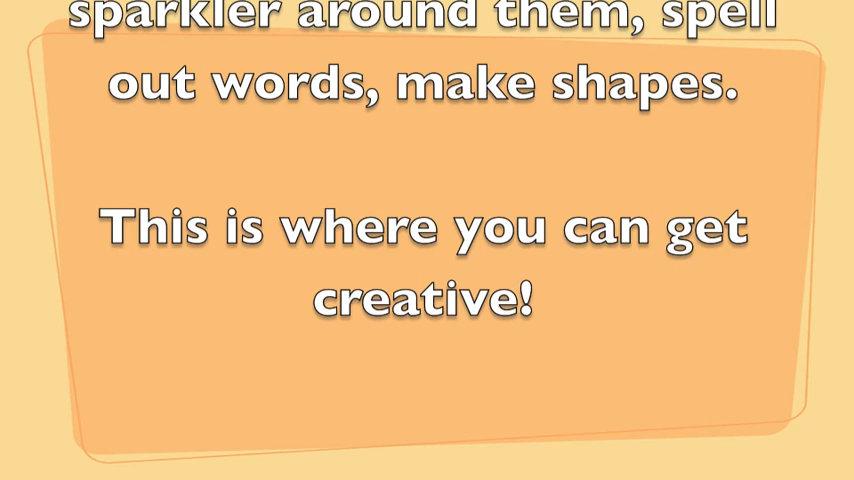 sparkler around them, spell
out words, make shapes.
This is where you can get
creative!